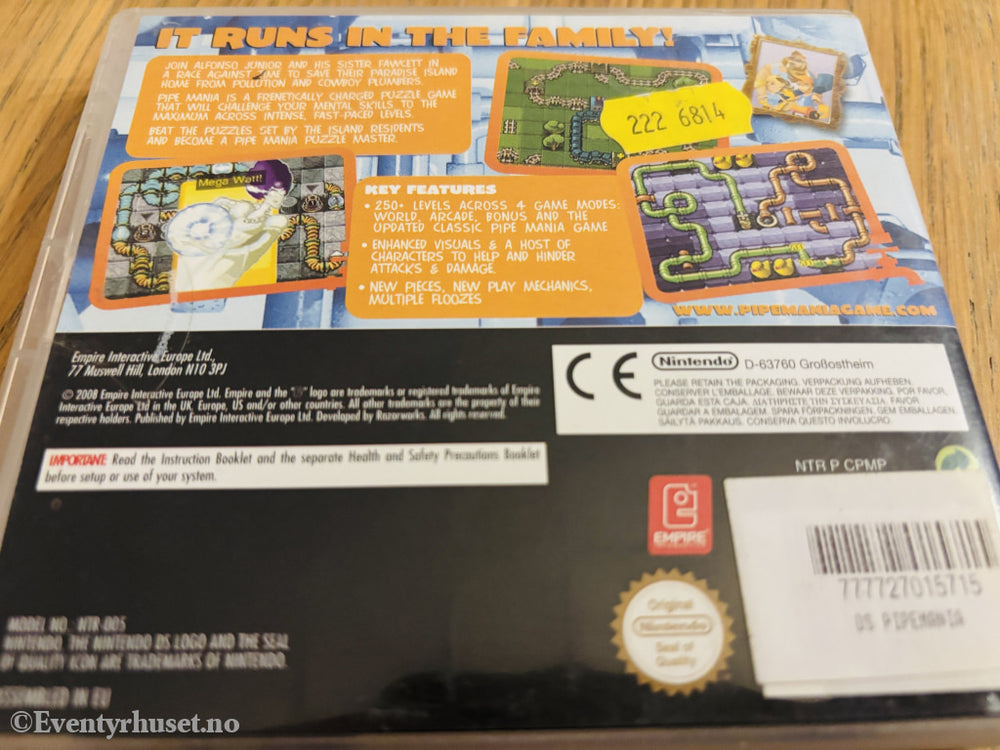 IT RUNS IN THE FAMILY!
JOIN ALFONSO JUNIOR AND HIS SISTER FAWCETT IN
A RACE AGAINST TIME TO SAVE THEIR PARADISE ISLAND
HOME FROM POLLUTION AND COWBOY PLUMBERS.
PIPE MANIA IS A FRENETICALLY CHARGED PUZZLE GAME
THAT WILL CHALLENGE YOUR MENTAL SKILLS TO THE
MAXIMUM ACROSS INTENSE, FAST-PACED LEVELS.
BEAT THE PUZZLES SET BY THE ISLAND RESIDENTS
AND BECOME A PIPE MANIA PUZZLE MASTER.
222 6814
Mega Watt!
KEY FEATURES
• 250+ LEVELS ACROSS 4 GAME MODES:
WORLD, ARCADE, BONUS AND THE
UPDATED CLASSIC PIPE MANIA GAME
• ENHANCED VISUALS & A HOST OF
CHARACTERS TO HELP AND HINDER
ATTACKS & DAMAGE.
• NEW PIECES, NEW PLAY MECHANICS,
MULTIPLE FLOOZES
WWW.PIPEMANIAGAME.COM
Empire Interactive Europe Ltd.,
77 Muswell Hill, London N10 3PJ
© 2008 Empire Interactive Europe Ltd. Empire and the "E" logo are trademarks or registered trademarks of Empire
Interactive Europe Ltd in the UK, Europe, US and/or other countries. All other trademarks are the property of their
respective holders. Published by Empire Interactive Europe Ltd. Developed by Razorworks. All rights reserved.
IMPORTANT: Read the Instruction Booklet and the separate Health and Safety Precautions Booklet
before setup or use of your system.
CE Nintendo D-63760 Großostheim
PLEASE RETAIN THE PACKAGING. VERPACKUNG AUFHEBEN.
CONSERVER L'EMBALLAGE. BEWAAR DEZE VERPAKKING. POR FAVOR,
GUARDA ESTA CAJA. ΔΙΑΤΗΡΗΣΤΕ ΤΗΝ ΣΥΣΚΕΥΑΣΙΑ. FAVOR
GUARDAR A EMBALAGEM. SPARA FÖRPACKNINGEN. GEM EMBALLAGEN.
SÄILYTÄ PAKKAUS. CONSERVA QUESTO INVOLUCRO.
NTR P CPMP
EMPIRE
777727015715
DS PIPEMANIA
Original
Nintendo
Seal of
Quality
MODEL NO.: NTR-005
NINTENDO, THE NINTENDO DS LOGO AND THE SEAL
OF QUALITY ICON ARE TRADEMARKS OF NINTENDO.
ASSEMBLED IN EU
©Eventyrhuset.no